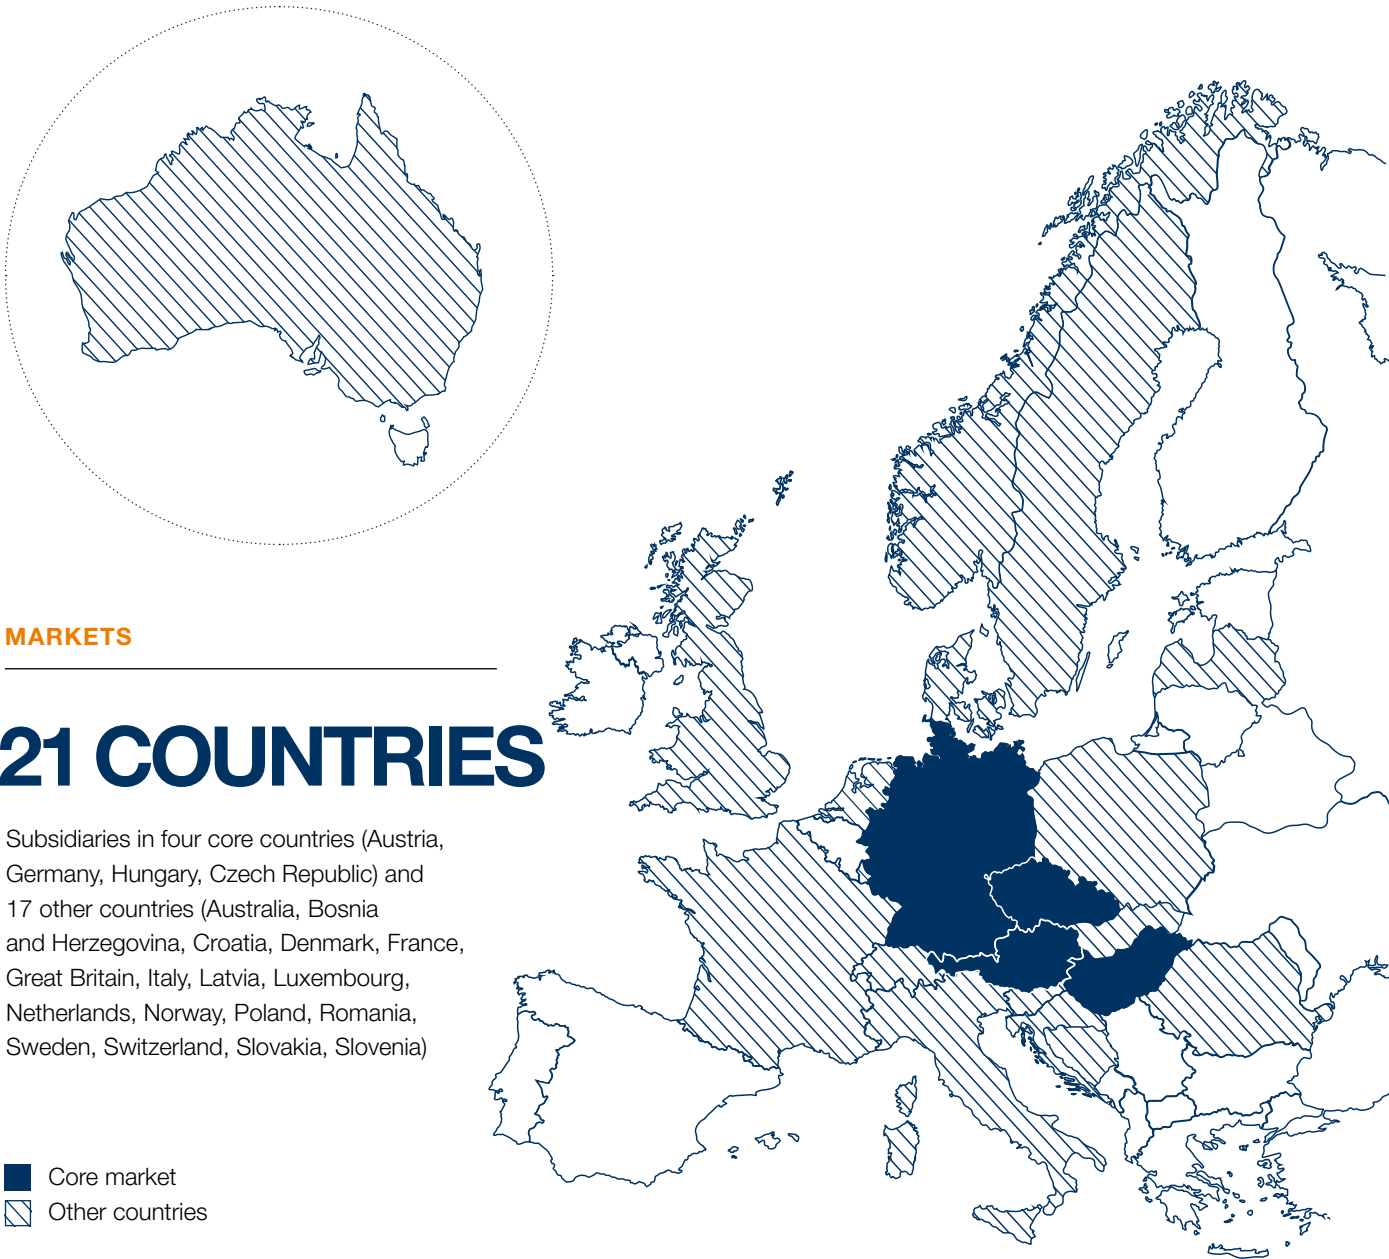 MARKETS
21 COUNTRIES
Subsidiaries in four core countries (Austria,
Germany, Hungary, Czech Republic) and
17 other countries (Australia, Bosnia
and Herzegovina, Croatia, Denmark, France,
Great Britain, Italy, Latvia, Luxembourg,
Netherlands, Norway, Poland, Romania,
Sweden, Switzerland, Slovakia, Slovenia)
Core market
Other countries